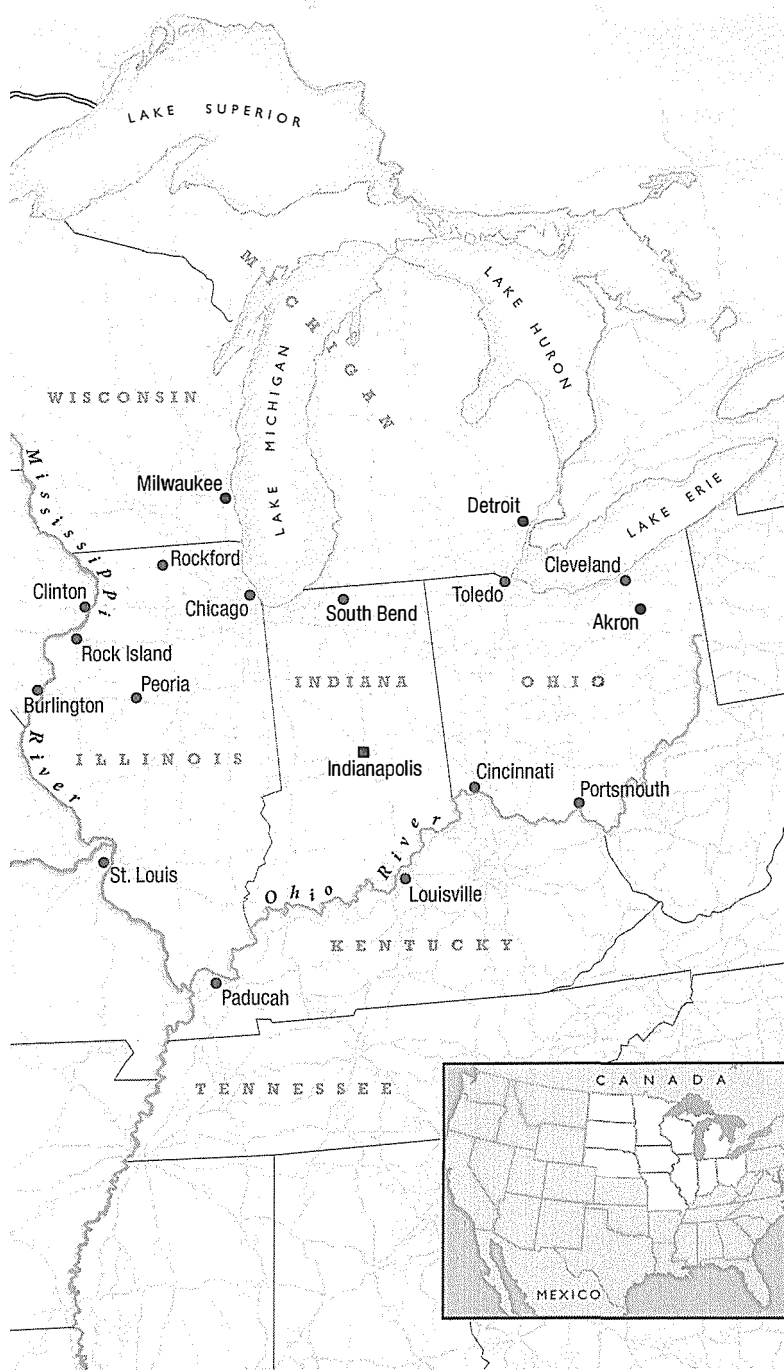 LAKE SUPERIOR
MICHIGAN
LAKE HURON
LAKE MICHIGAN
WISCONSIN
Mississippi River
Milwaukee
Detroit
LAKE ERIE
Rockford
Cleveland
Clinton
Chicago
South Bend
Toledo
Akron
Rock Island
Peoria
INDIANA
OHIO
Burlington
ILLINOIS
Indianapolis
Cincinnati
Portsmouth
St. Louis
Ohio River
Louisville
KENTUCKY
Paducah
TENNESSEE
CANADA
MEXICO